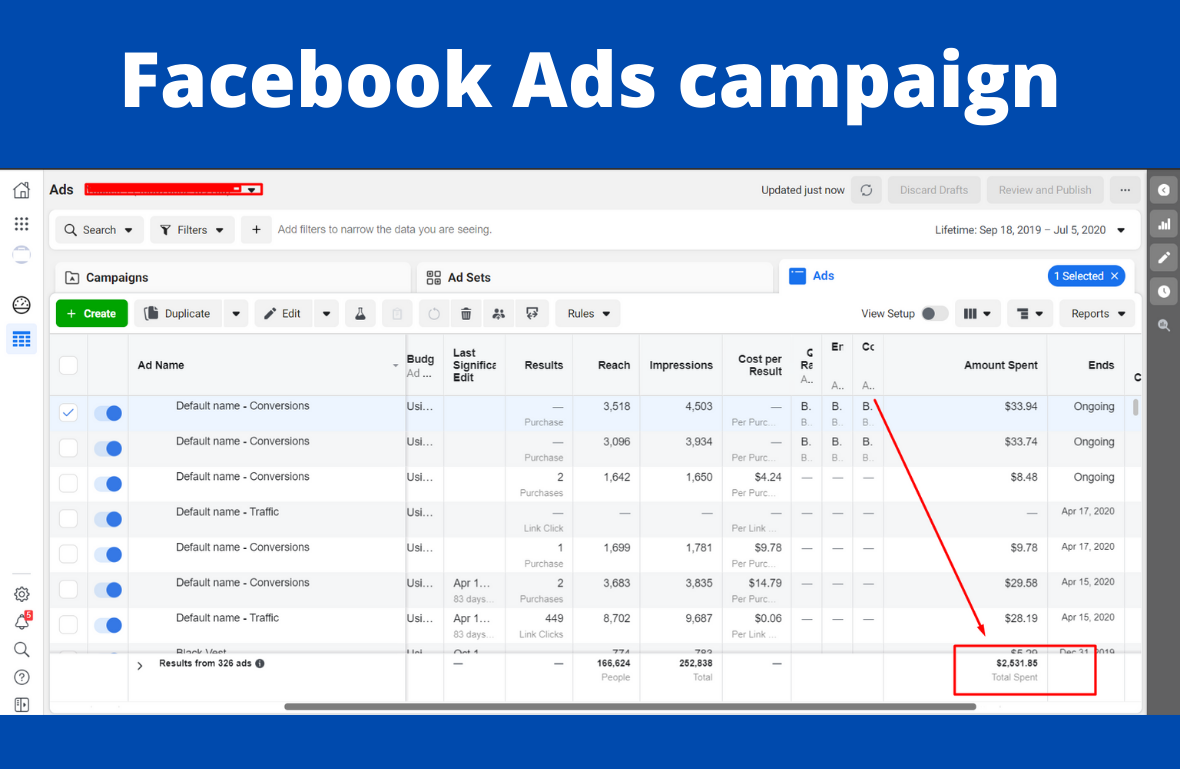 Facebook Ads campaign
Ads
Updated just now
Discard Drafts
Review and Publish
Search
Filters
+
Add filters to narrow the data you are seeing.
Lifetime: Sep 18, 2019 – Jul 5, 2020
Campaigns
Ad Sets
Ads
1 Selected ×
+ Create
Duplicate
Edit
Rules
View Setup
Reports
Ad Name
Budg
Ad ...
Last
Significa
Edit
Results
Reach
Impressions
Cost per
Result
Ra
A..
Er
A..
Cc
A..
Amount Spent
Ends
C
Default name - Conversions Usi... — 3,518 4,503 — B. B. B. $33.94 Ongoing
Purchase Per Purc... B.. B.. B..
Default name - Conversions Usi... — 3,096 3,934 — B. B. B. $33.74 Ongoing
Purchase Per Purc... B.. B.. B..
Default name - Conversions Usi... 2 1,642 1,650 $4.24 — — — $8.48 Ongoing
Purchases Per Purc...
Default name - Traffic Usi... — — — — — — — — Apr 17, 2020
Link Click Per Link ...
Default name - Conversions Usi... 1 1,699 1,781 $9.78 — — — $9.78 Apr 17, 2020
Purchase Per Purc...
Default name - Conversions Usi... Apr 1... 2 3,683 3,835 $14.79 — — — $29.58 Apr 15, 2020
83 days... Purchases Per Purc...
Default name - Traffic Usi... Apr 1... 449 8,702 9,687 $0.06 — — — $28.19 Apr 15, 2020
83 days... Link Clicks Per Link ...
Black Vest Usi... Oct 1 774 783 $5.29 Dec 31, 2019
Results from 326 ads — — 166,624 252,838 — $2,531.85
People Total Total Spent
5